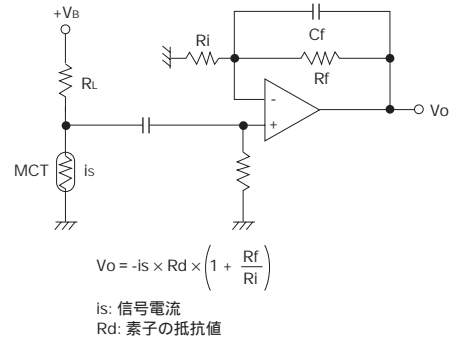 +VB
RL
MCT
is
Ri
Cf
Rf
-
+
Vo
Vo = -is × Rd × (1 + Rf/Ri)
is: 信号電流
Rd: 素子の抵抗値